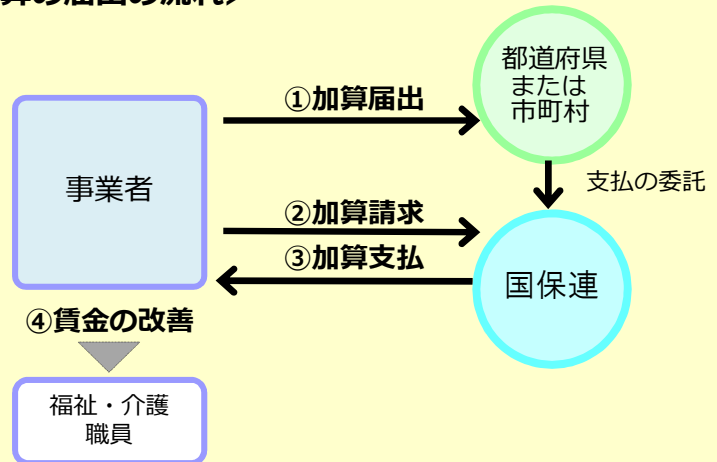 算の届出の流れ>
都道府県
または
市町村
①加算届出
事業者
支払の委託
②加算請求
③加算支払
国保連
④賃金の改善
福祉・介護
職員